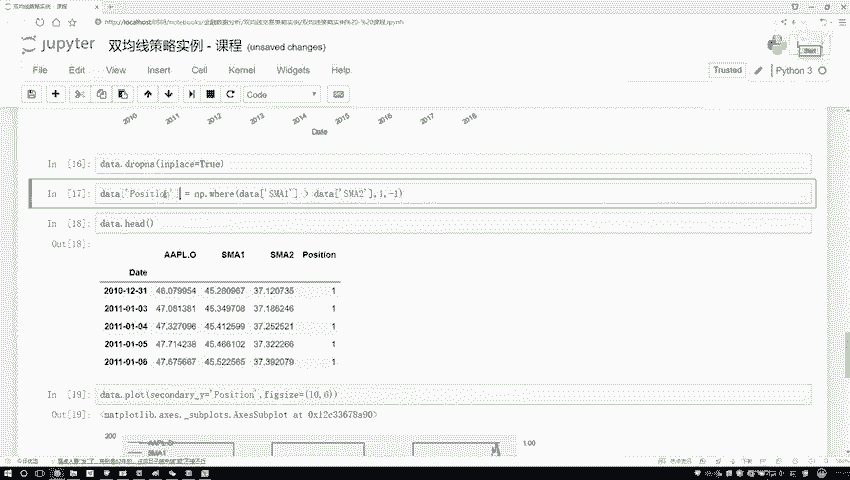 双均线策略实例 - 课程
jupyter 双均线策略实例 - 课程 (unsaved changes)
File Edit View Insert Cell Kernel Widgets Help
Trusted Python 3
Code
2010 2011 2012 2013 2014 2015 2016 2017 2018
Date
In [16]: data.dropna(inplace=True)
In [17]: data['Position'] = np.where(data['SMA1'] > data['SMA2'],1,-1)
In [18]: data.head()
Out[18]:
AAPL.O SMA1 SMA2 Position
Date
2010-12-31 46.079954 45.280967 37.120735 1
2011-01-03 47.081381 45.349708 37.186246 1
2011-01-04 47.327096 45.412599 37.252521 1
2011-01-05 47.714238 45.466102 37.322266 1
2011-01-06 47.675667 45.522565 37.392079 1
In [19]: data.plot(secondary_y='Position',figsize=(10,6))
Out[19]: <matplotlib.axes._subplots.AxesSubplot at 0x12c33678a90>
200 AAPL.O 1.00
SMA1